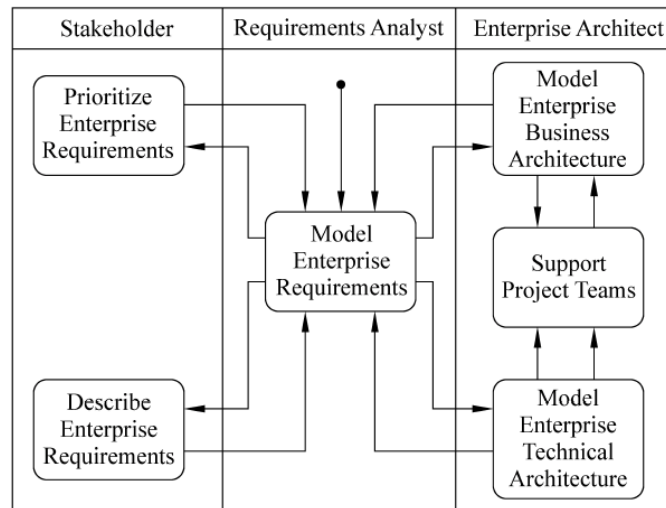 Stakeholder
Requirements Analyst
Enterprise Architect
Prioritize
Enterprise
Requirements
Model
Enterprise
Business
Architecture
Model
Enterprise
Requirements
Support
Project Teams
Describe
Enterprise
Requirements
Model
Enterprise
Technical
Architecture